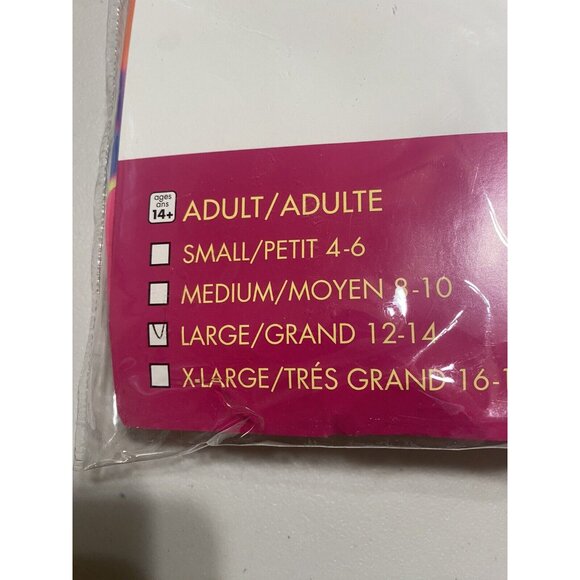 ages
ans
14+
ADULT/ADULTE
SMALL/PETIT 4-6
MEDIUM/MOYEN 8-10
LARGE/GRAND 12-14
X-LARGE/TRÉS GRAND 16-